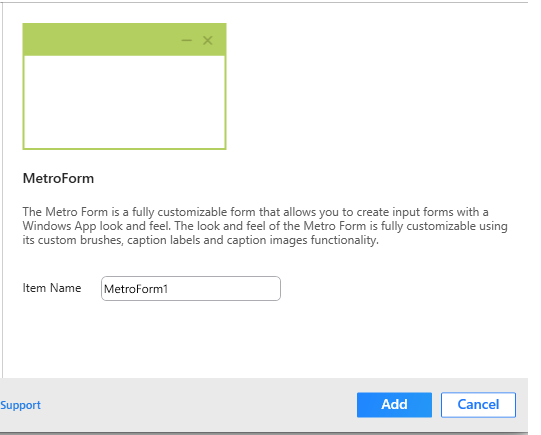 MetroForm
The Metro Form is a fully customizable form that allows you to create input forms with a
Windows App look and feel. The look and feel of the Metro Form is fully customizable using
its custom brushes, caption labels and caption images functionality.
Item Name MetroForm1
Support Add Cancel